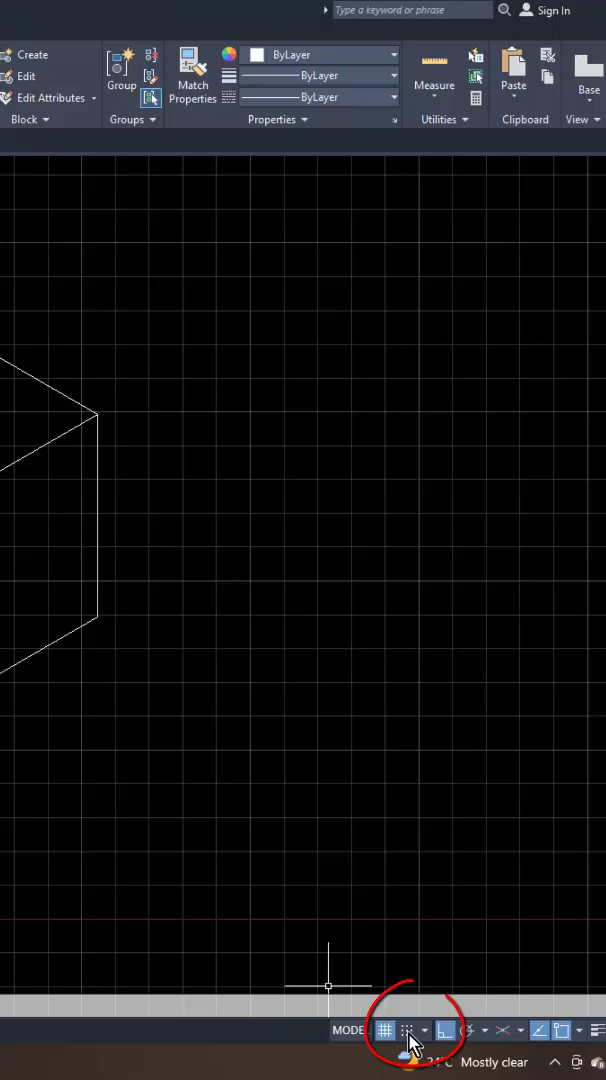 Type a keyword or phrase
Sign In
Create
Edit
Edit Attributes
Block
Group
Groups
Match
Properties
ByLayer
ByLayer
ByLayer
Properties
Measure
Utilities
Paste
Clipboard
Base
View
MODE
Mostly clear